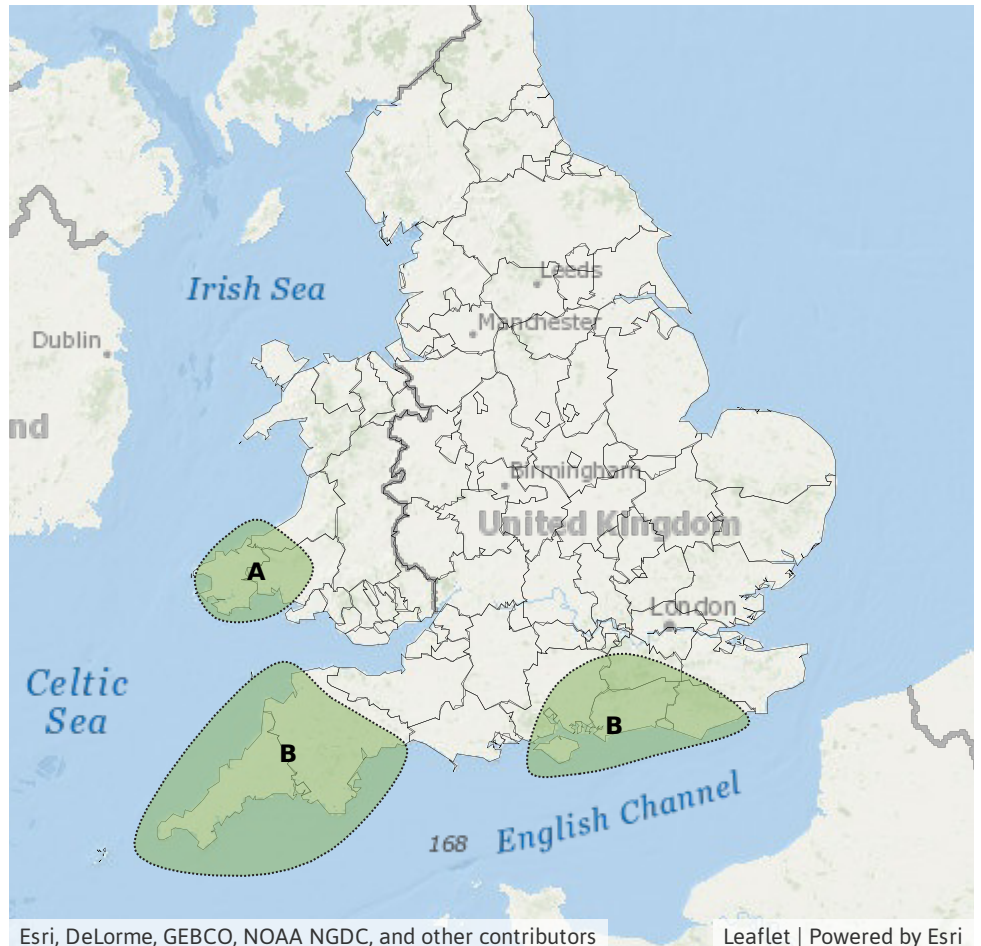 Leeds
Irish Sea
Manchester
Dublin
nd
Birmingham
United Kingdom
A
London
Celtic
Sea
B
B
English Channel
168
Esri, DeLorme, GEBCO, NOAA NGDC, and other contributors
Leaflet | Powered by Esri